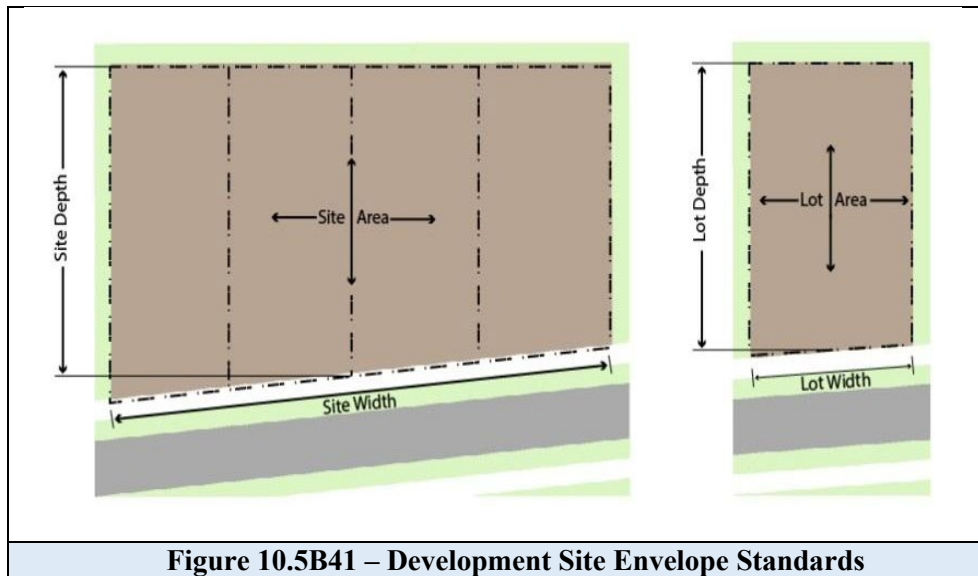 Site Depth
Site Area
Site Width
Lot Depth
Lot Area
Lot Width
Figure 10.5B41 – Development Site Envelope Standards